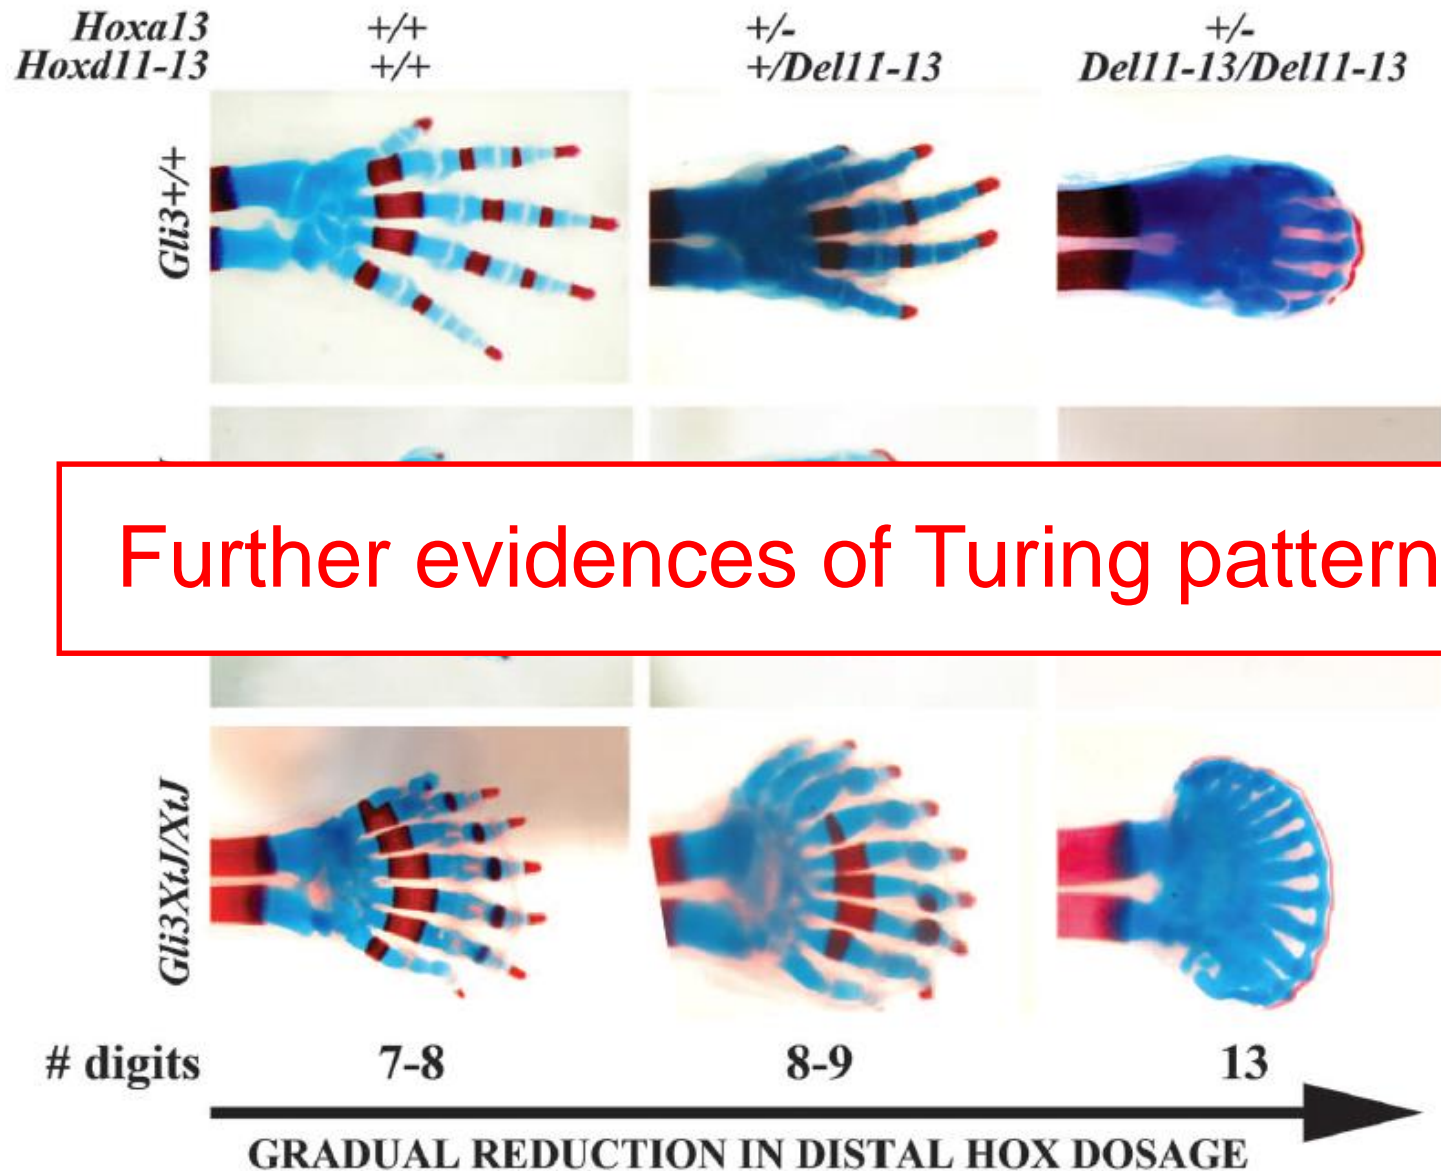 Hoxa13 +/+ +/- +/-
Hoxd11-13 +/+ +/Del11-13 Del11-13/Del11-13
Gli3+/+
Further evidences of Turing pattern
Gli3XtJ/XtJ
# digits 7-8 8-9 13
GRADUAL REDUCTION IN DISTAL HOX DOSAGE